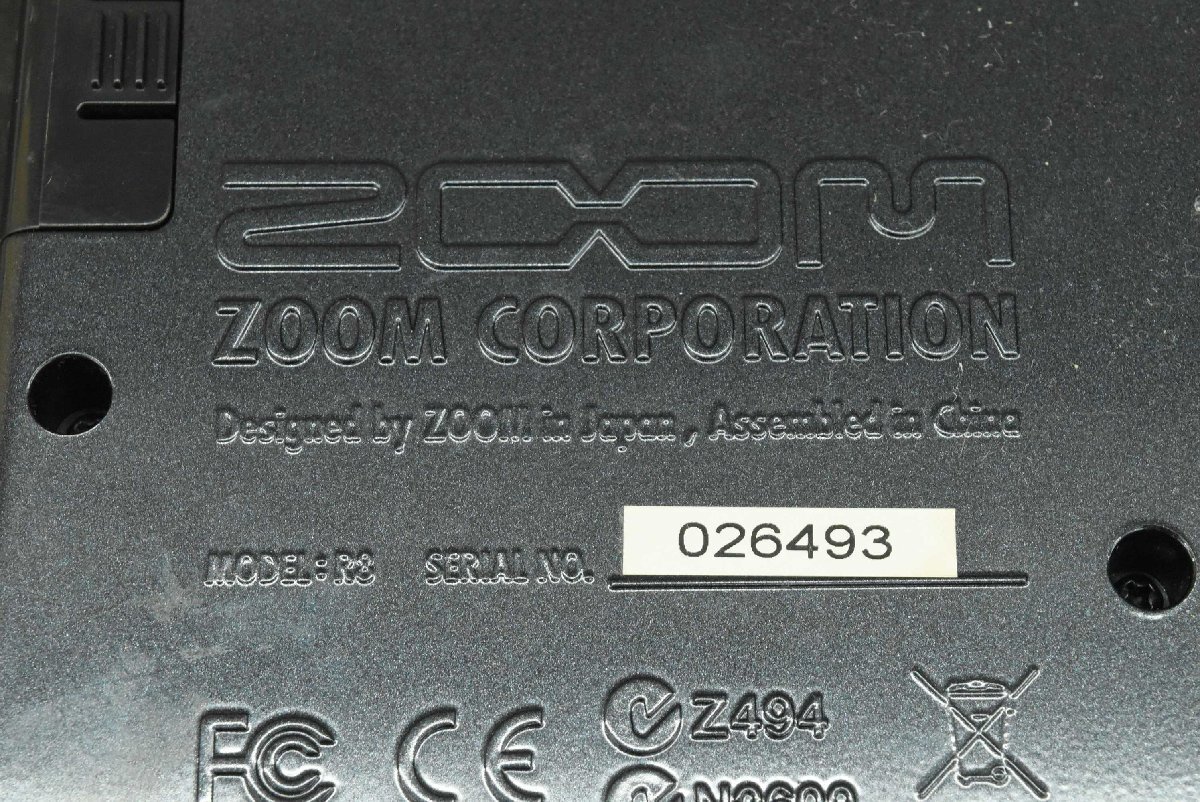 ZOOM
ZOOM CORPORATION
Designed by ZOOM in Japan, Assembled in China
MODEL: R8 SERIAL NO. 026493
FC CE Z494